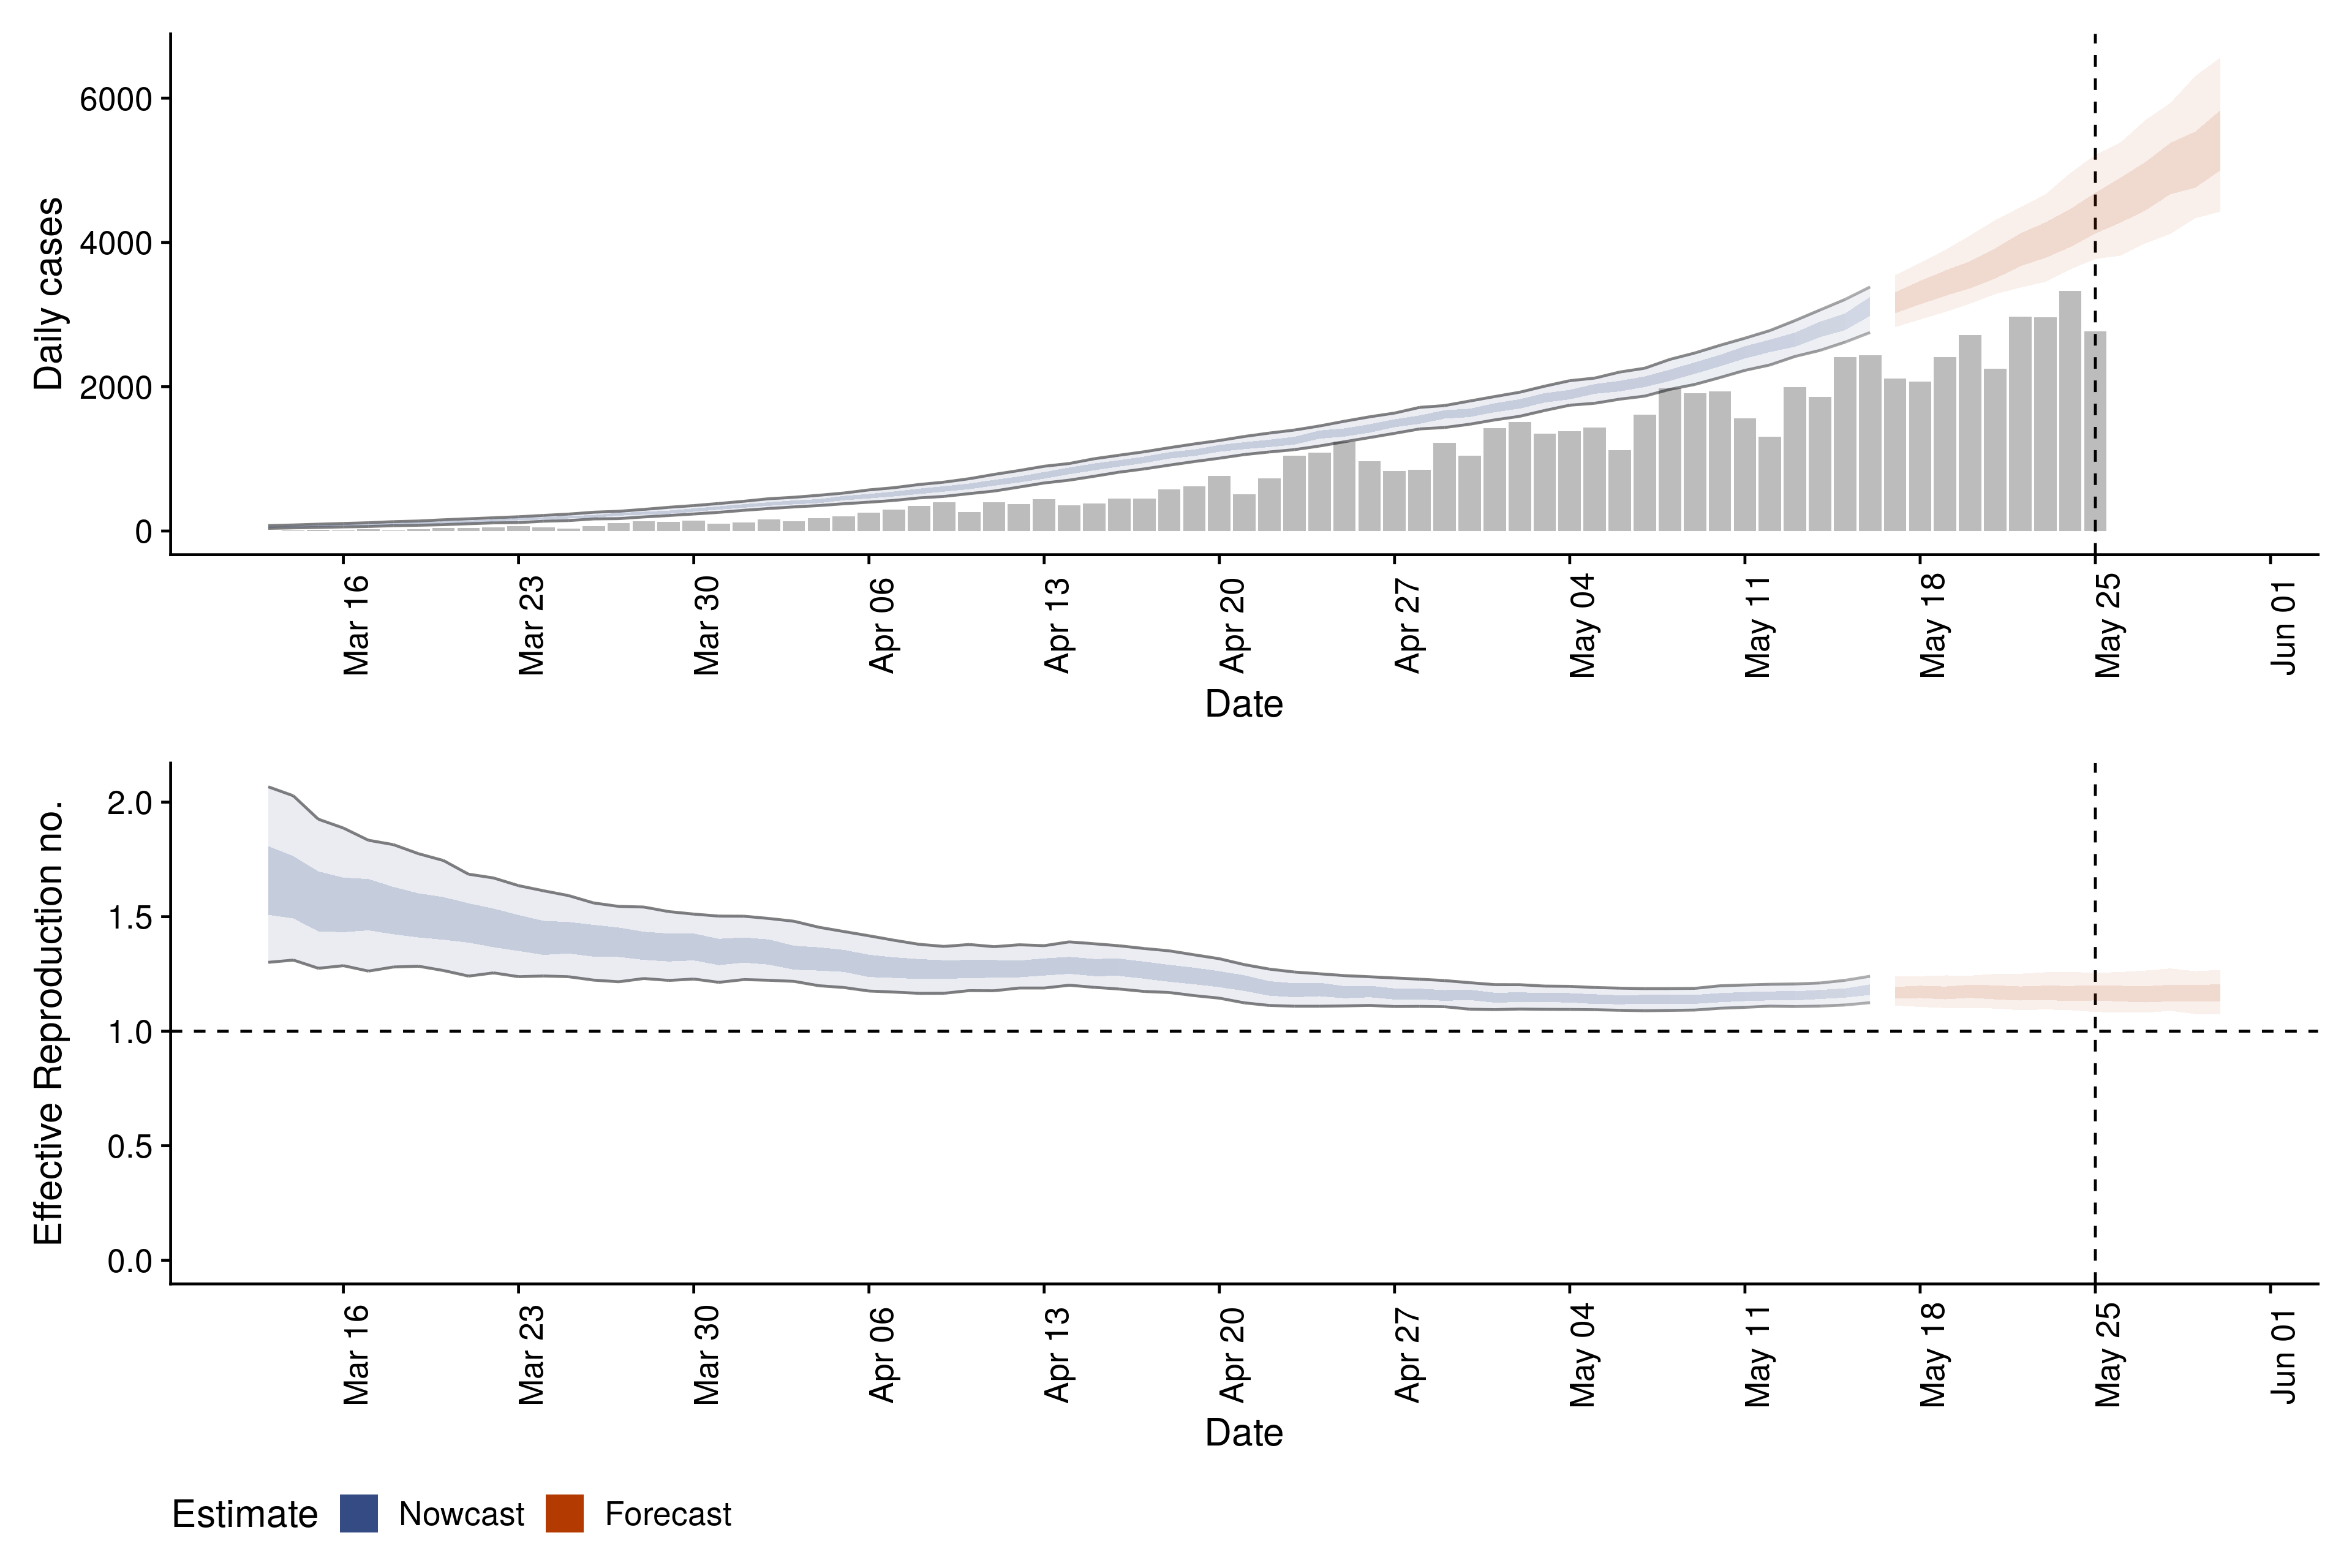 Daily cases
6000
4000
2000
0
Mar 16
Mar 23
Mar 30
Apr 06
Apr 13
Apr 20
Apr 27
May 04
May 11
May 18
May 25
Jun 01
Date
Effective Reproduction no.
2.0
1.5
1.0
0.5
0.0
Mar 16
Mar 23
Mar 30
Apr 06
Apr 13
Apr 20
Apr 27
May 04
May 11
May 18
May 25
Jun 01
Date
Estimate Nowcast Forecast